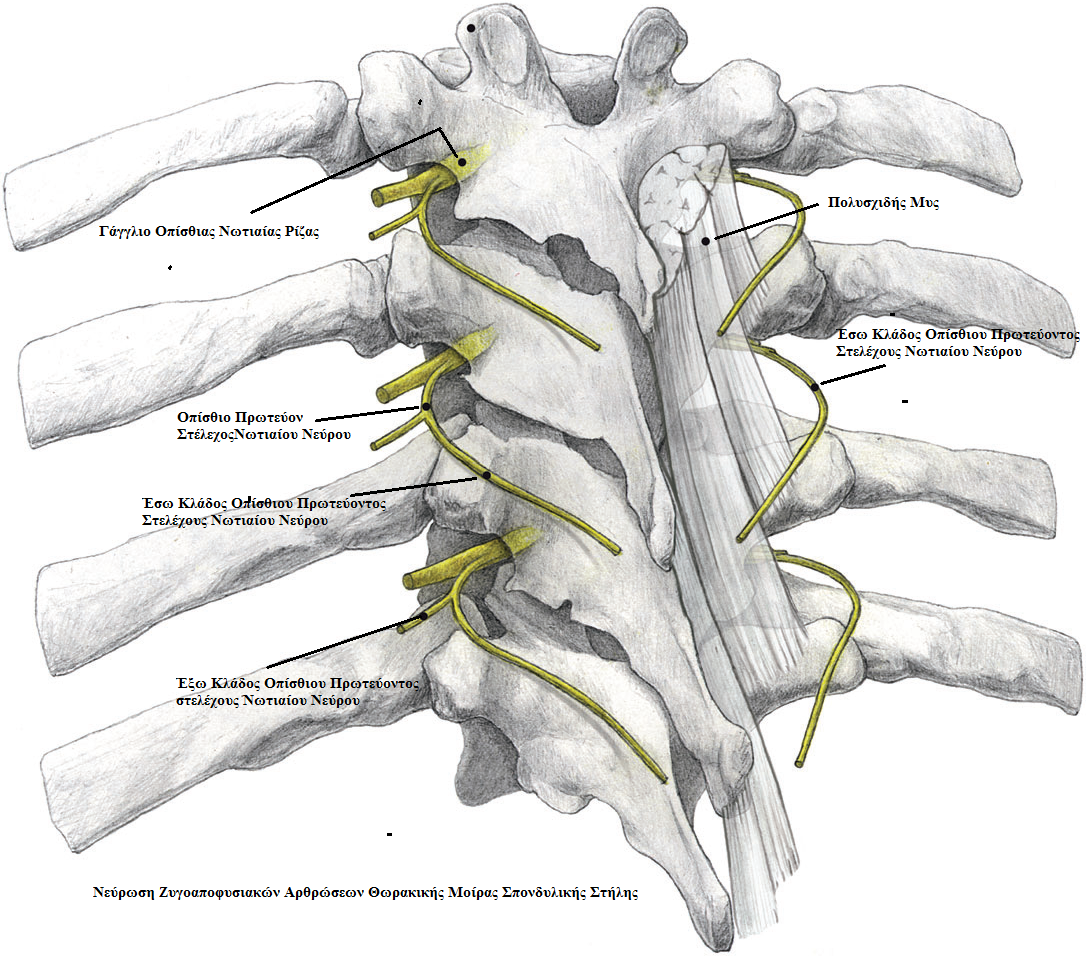 Γάγγλιο Οπίσθιας Νωτιαίας Ρίζας
Πολυσχιδής Μυς
Έσω Κλάδος Οπίσθιου Πρωτεύοντος
Στελέχους Νωτιαίου Νεύρου
Οπίσθιο Πρωτεύον
ΣτέλεχοςΝωτιαίου Νεύρου
Έσω Κλάδος Οπίσθιου Πρωτεύοντος
Στελέχους Νωτιαίου Νεύρου
Έξω Κλάδος Οπίσθιου Πρωτεύοντος
στελέχους Νωτιαίου Νεύρου
Νεύρωση Ζυγοαποφυσιακών Αρθρώσεων Θωρακικής Μοίρας Σπονδυλικής Στήλης